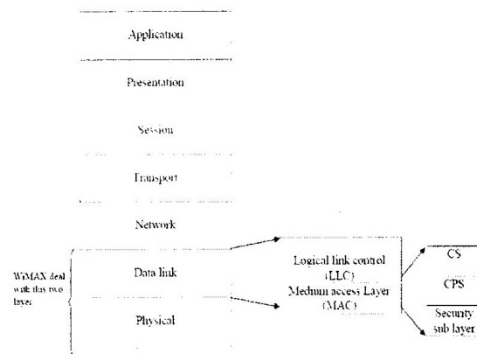 Application
Presentation
Session
Transport
Network
WiMAX deal
with this two
layer
Data link
Physical
Logical link control
(LLC)
Medium access Layer
(MAC)
CS
CPS
Security
sub layer